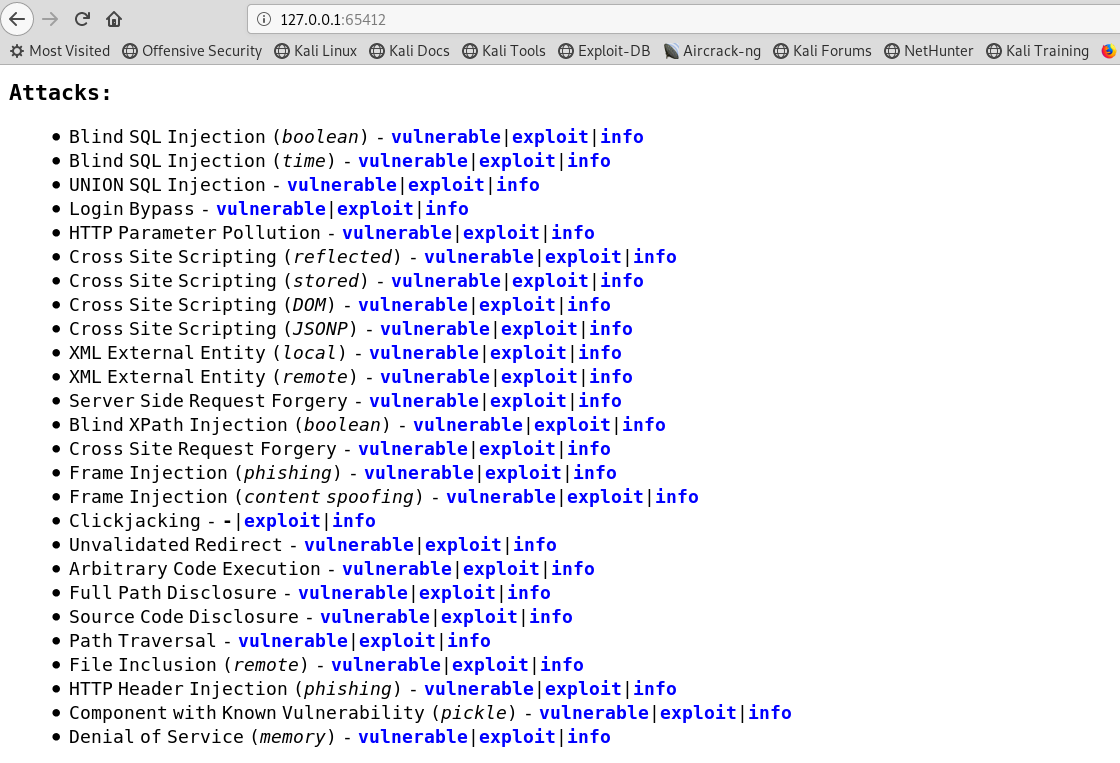 127.0.0.1:65412
Most Visited Offensive Security Kali Linux Kali Docs Kali Tools Exploit-DB Aircrack-ng Kali Forums NetHunter Kali Training
Attacks:
• Blind SQL Injection (boolean) - vulnerable|exploit|info
• Blind SQL Injection (time) - vulnerable|exploit|info
• UNION SQL Injection - vulnerable|exploit|info
• Login Bypass - vulnerable|exploit|info
• HTTP Parameter Pollution - vulnerable|exploit|info
• Cross Site Scripting (reflected) - vulnerable|exploit|info
• Cross Site Scripting (stored) - vulnerable|exploit|info
• Cross Site Scripting (DOM) - vulnerable|exploit|info
• Cross Site Scripting (JSONP) - vulnerable|exploit|info
• XML External Entity (local) - vulnerable|exploit|info
• XML External Entity (remote) - vulnerable|exploit|info
• Server Side Request Forgery - vulnerable|exploit|info
• Blind XPath Injection (boolean) - vulnerable|exploit|info
• Cross Site Request Forgery - vulnerable|exploit|info
• Frame Injection (phishing) - vulnerable|exploit|info
• Frame Injection (content spoofing) - vulnerable|exploit|info
• Clickjacking - -|exploit|info
• Unvalidated Redirect - vulnerable|exploit|info
• Arbitrary Code Execution - vulnerable|exploit|info
• Full Path Disclosure - vulnerable|exploit|info
• Source Code Disclosure - vulnerable|exploit|info
• Path Traversal - vulnerable|exploit|info
• File Inclusion (remote) - vulnerable|exploit|info
• HTTP Header Injection (phishing) - vulnerable|exploit|info
• Component with Known Vulnerability (pickle) - vulnerable|exploit|info
• Denial of Service (memory) - vulnerable|exploit|info